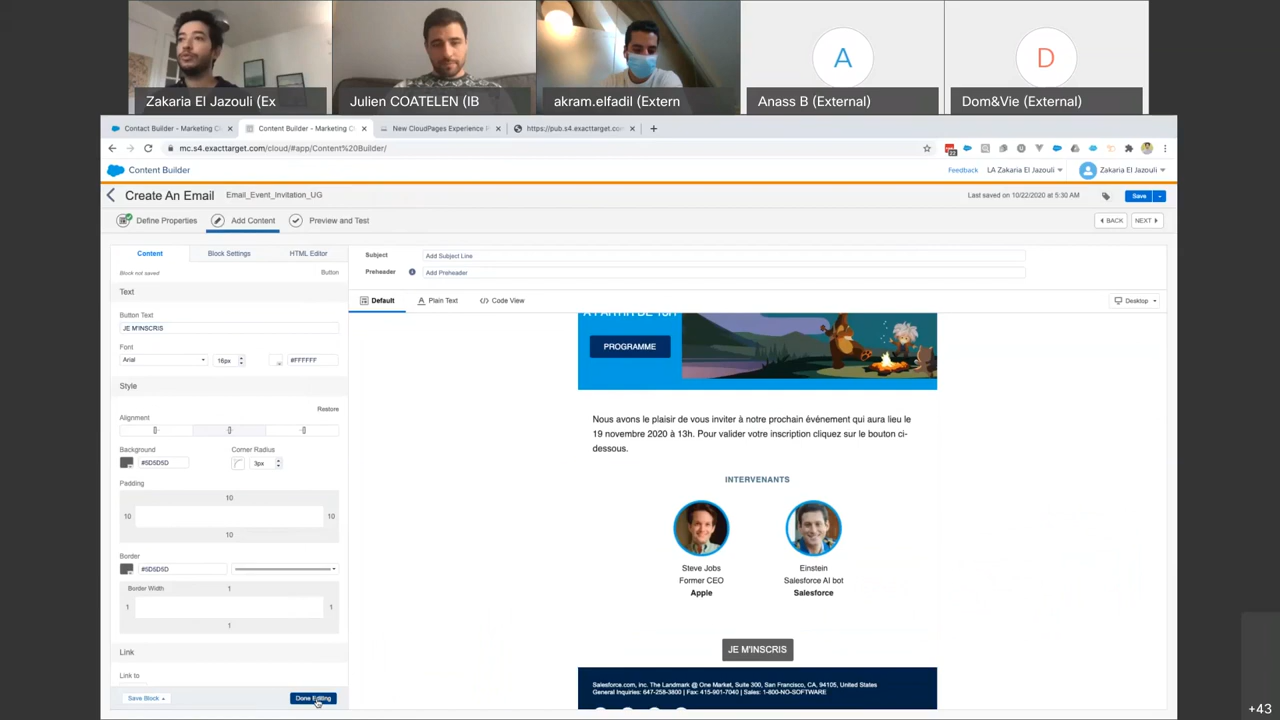 Zakaria El Jazouli (Ex
Julien COATELEN (IB
akram.elfadil (Extern
A
Anass B (External)
D
Dom&Vie (External)
Contact Builder - Marketing C
Content Builder - Marketing C
New CloudPages Experience
https://pub.s4.exacttarget.com
mc.s4.exacttarget.com/cloud/#app/Content%20Builder/
Content Builder
Feedback
LA Zakaria El Jazouli
Zakaria El Jazouli
Create An Email
Email_Event_Invitation_UG
Last saved on 10/22/2020 at 5:30 AM
Save
Define Properties
Add Content
Preview and Test
BACK
NEXT
Content
Block Settings
HTML Editor
Block not saved
Button
Text
Button Text
JE M'INSCRIS
Font
Arial
16px
#FFFFFF
Style
Restore
Alignment
Background
Corner Radius
#5D5D5D
3px
Padding
10
10
10
10
Border
#5D5D5D
Border Width
1
1
1
1
Link
Link to
Save Block
Done Editing
Subject
Add Subject Line
Preheader
Add Preheader
Default
Plain Text
Code View
Desktop
À PARTIR DE 13H
PROGRAMME
Nous avons le plaisir de vous inviter à notre prochain événement qui aura lieu le
19 novembre 2020 à 13h. Pour valider votre inscription cliquez sur le bouton ci-
dessous.
INTERVENANTS
Steve Jobs
Former CEO
Apple
Einstein
Salesforce AI bot
Salesforce
JE M'INSCRIS
Salesforce.com, inc. The Landmark @ One Market, Suite 300, San Francisco, CA, 94105, United States
General Inquiries: 647-258-3800 | Fax: 415-901-7040 | Sales: 1-800-NO-SOFTWARE
+43